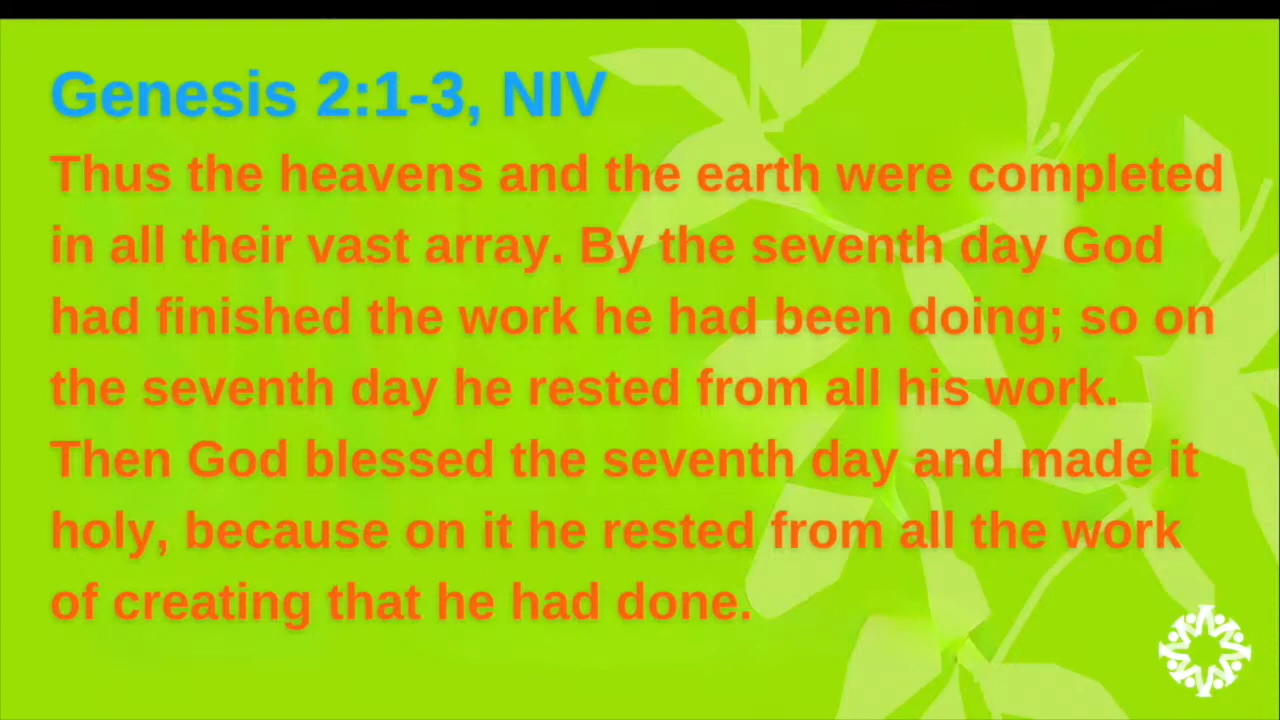 Genesis 2:1-3, NIV
Thus the heavens and the earth were completed
in all their vast array. By the seventh day God
had finished the work he had been doing; so on
the seventh day he rested from all his work.
Then God blessed the seventh day and made it
holy, because on it he rested from all the work
of creating that he had done.